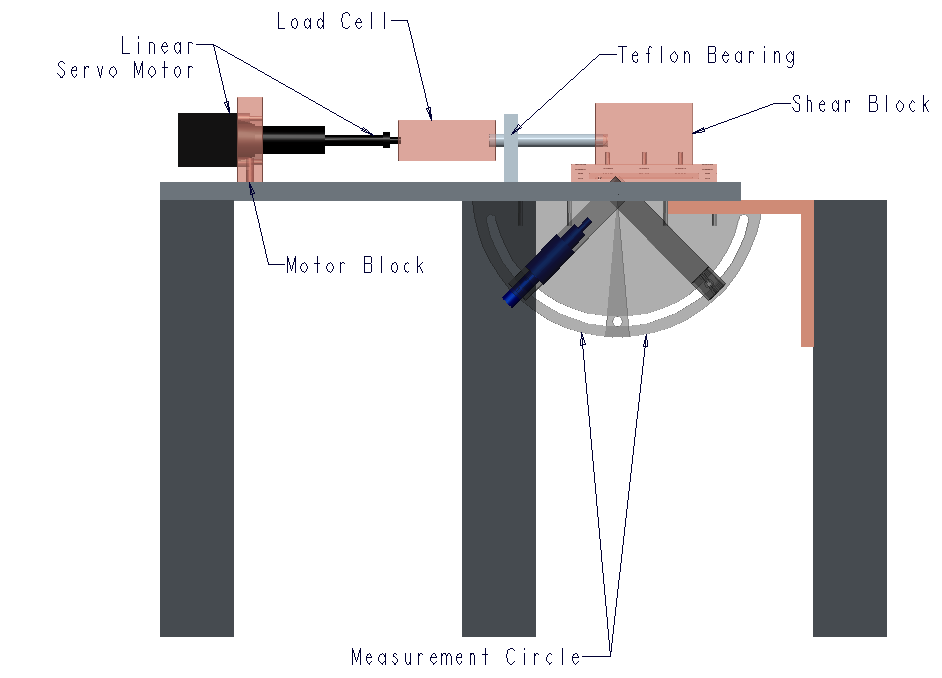 Load Cell
Linear
Servo Motor
Teflon Bearing
Shear Block
Motor Block
Measurement Circle